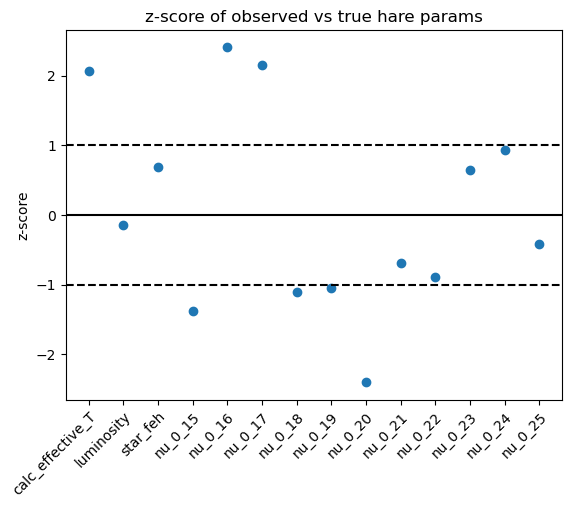 z-score of observed vs true hare params
z-score
2
1
0
−1
−2
calc_effective_T
luminosity
star_feh
nu_0_15
nu_0_16
nu_0_17
nu_0_18
nu_0_19
nu_0_20
nu_0_21
nu_0_22
nu_0_23
nu_0_24
nu_0_25